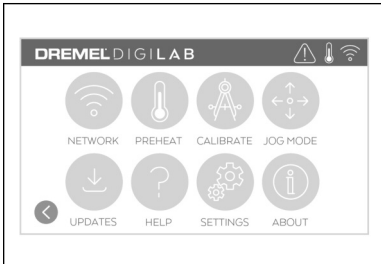 DREMEL DIGILAB
NETWORK PREHEAT CALIBRATE JOG MODE
UPDATES HELP SETTINGS ABOUT